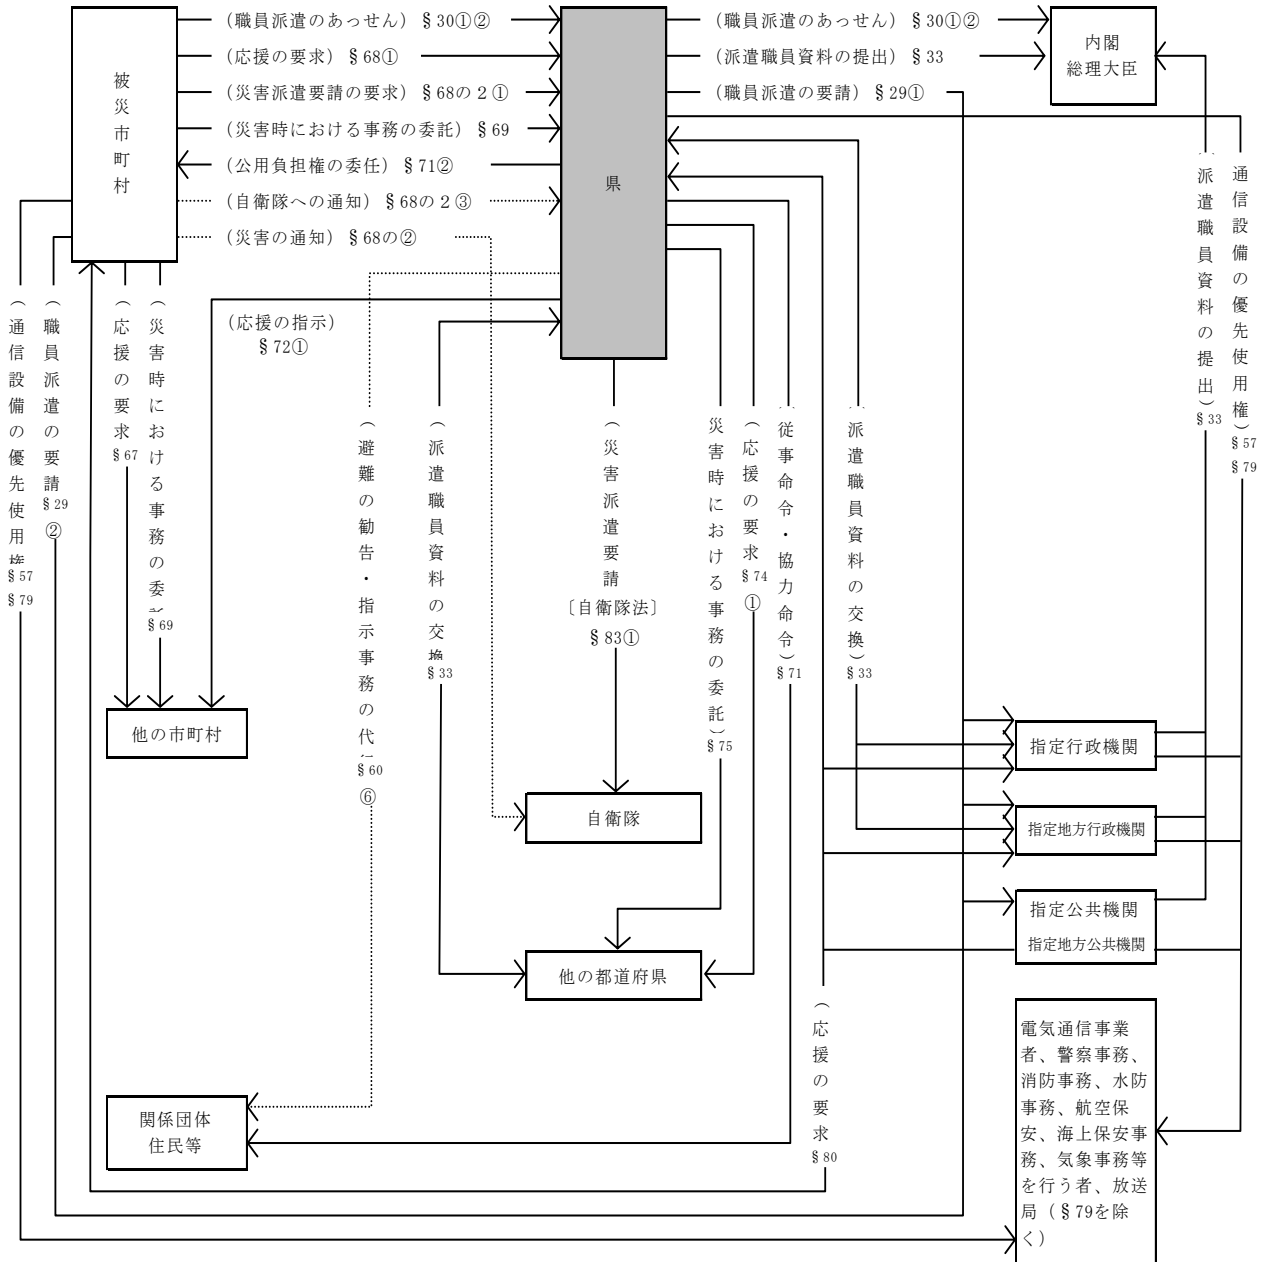 被災市町村
（職員派遣のあっせん）§30①②
（応援の要求）§68①
（災害派遣要請の要求）§68の２①
（災害時における事務の委託）§69
（公用負担権の委任）§71②
（自衛隊への通知）§68の２③
（災害の通知）§68の②
県
（職員派遣のあっせん）§30①②
（派遣職員資料の提出）§33
（職員派遣の要請）§29①
内閣
総理大臣
（通信設備の優先使用権
§57
§79
（職員派遣の要請
§29
②
（応援の要求
§67
（災害時における事務の委
§69
（応援の指示）
§72①
（避難の勧告・指示事務の代
§60
⑥
（派遣職員資料の交換
§33
（災害派遣要請
〔自衛隊法〕
§83①
災害時における事務の委託）
§75
（応援の要求
§74
①
（従事命令・協力命令）
§71
（派遣職員資料の交換）
§33
（派遣職員資料の提出）
§33
通信設備の優先使用権）
§57
§79
他の市町村
自衛隊
他の都道府県
関係団体
住民等
（応援の要求
§80
指定行政機関
指定地方行政機関
指定公共機関
指定地方公共機関
電気通信事業
者、警察事務、
消防事務、水防
事務、航空保
安、海上保安事
務、気象事務等
を行う者、放送
局（§79を除
く）